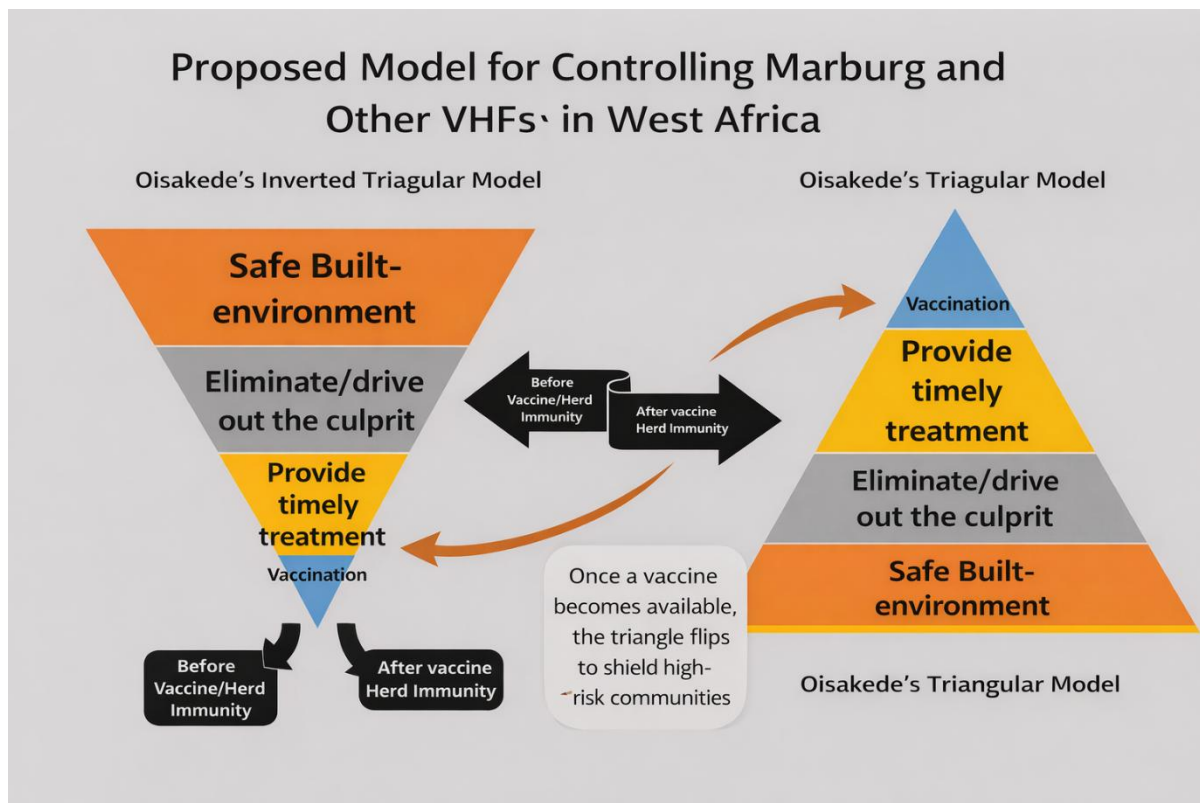 Proposed Model for Controlling Marburg and
Other VHFs` in West Africa
Oisakede's Inverted Triagular Model
Safe Built-
environment
Eliminate/drive
out the culprit
Provide
timely
treatment
Vaccination
Before
Vaccine/Herd
Immunity
After vaccine
Herd Immunity
Before
Vaccine/Herd
Immunity
After vaccine
Herd Immunity
Once a vaccine
becomes available,
the triangle flips
to shield high-
risk communities
Oisakede's Triagular Model
Vaccination
Provide
timely
treatment
Eliminate/drive
out the culprit
Safe Built-
environment
Oisakede's Triangular Model